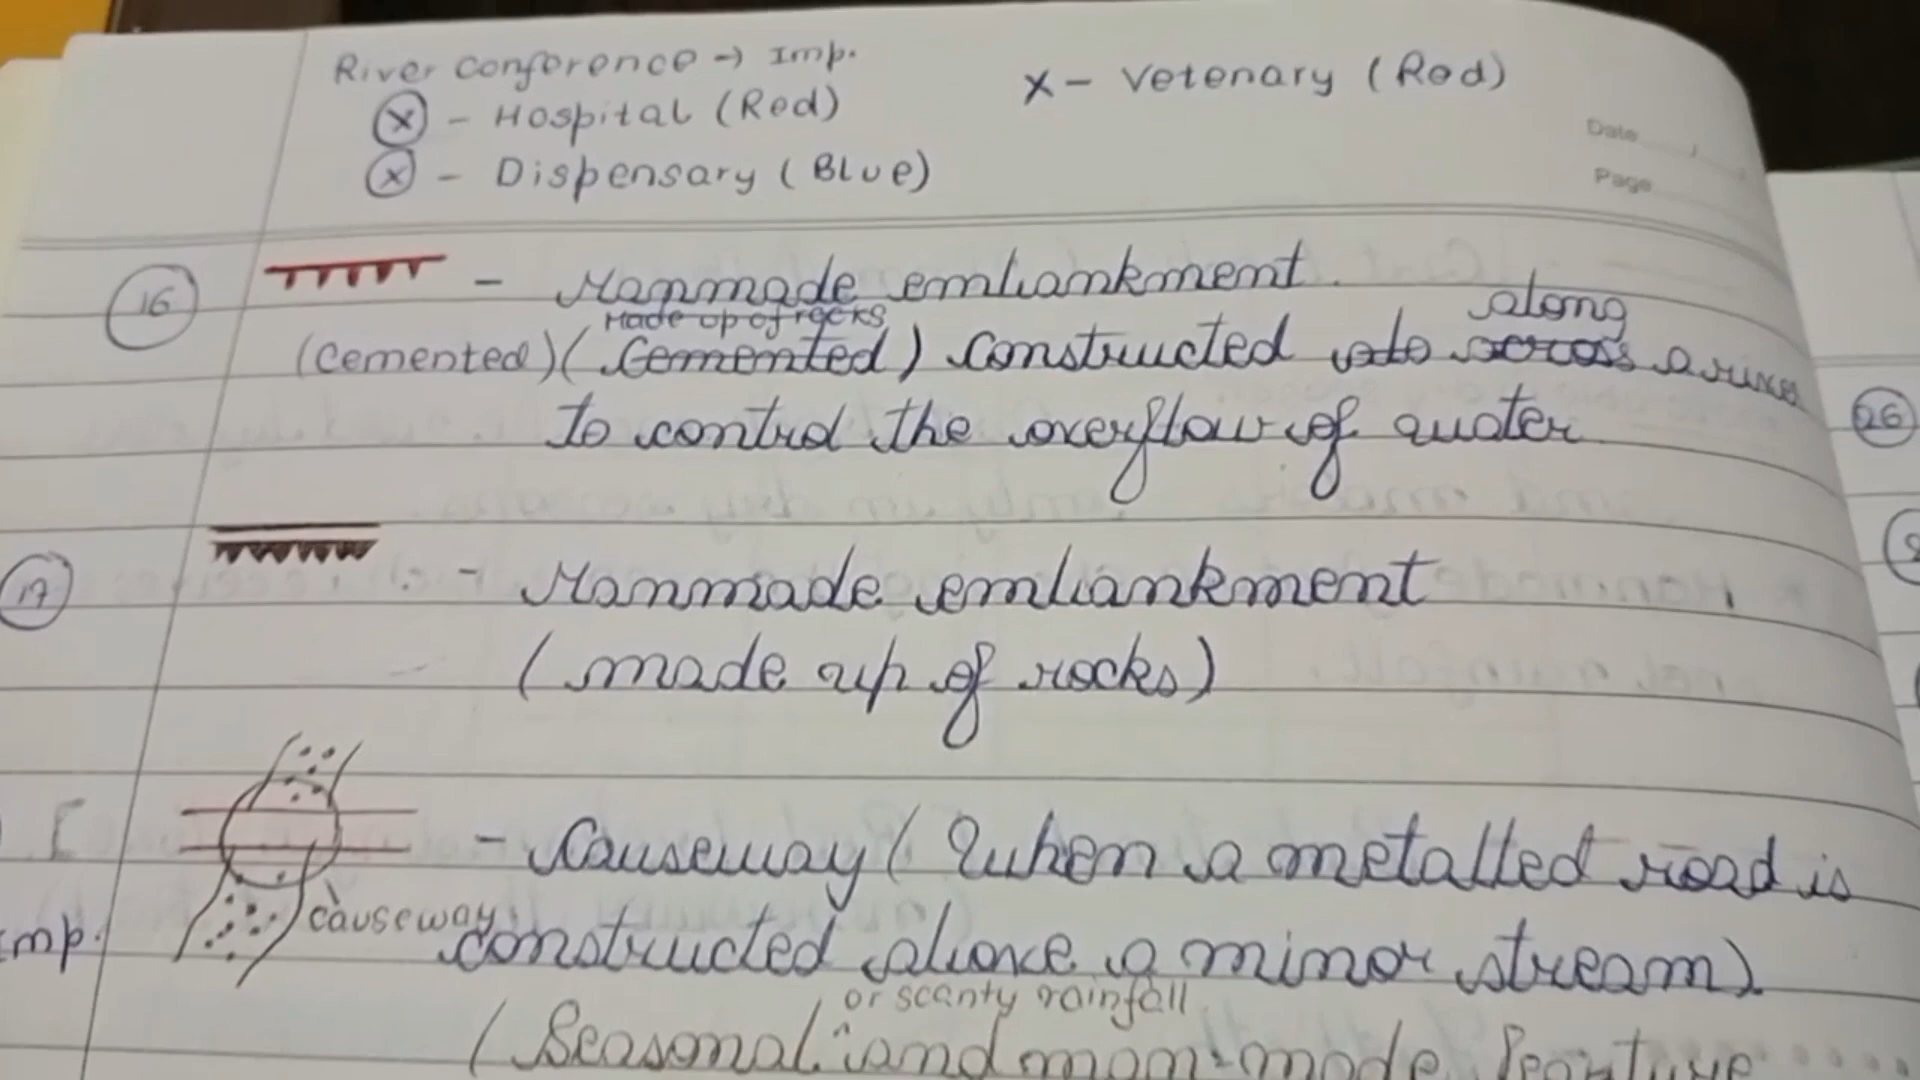 River conference → Imp.
X - Vetenary (Red)
ⓧ - Hospital (Red)
ⓧ - Dispensary (Blue)
Date
Page
16 - Manmade embankment
Made up of rocks
along
(Cemented) (Cemented) constructed across a river
to control the overflow of water
26
17 - Manmade embankment
(made up of rocks)
- Causeway (When a metalled road is
causeway
Imp. constructed above a minor stream)
or scanty rainfall
(Seasonal and man-made feature